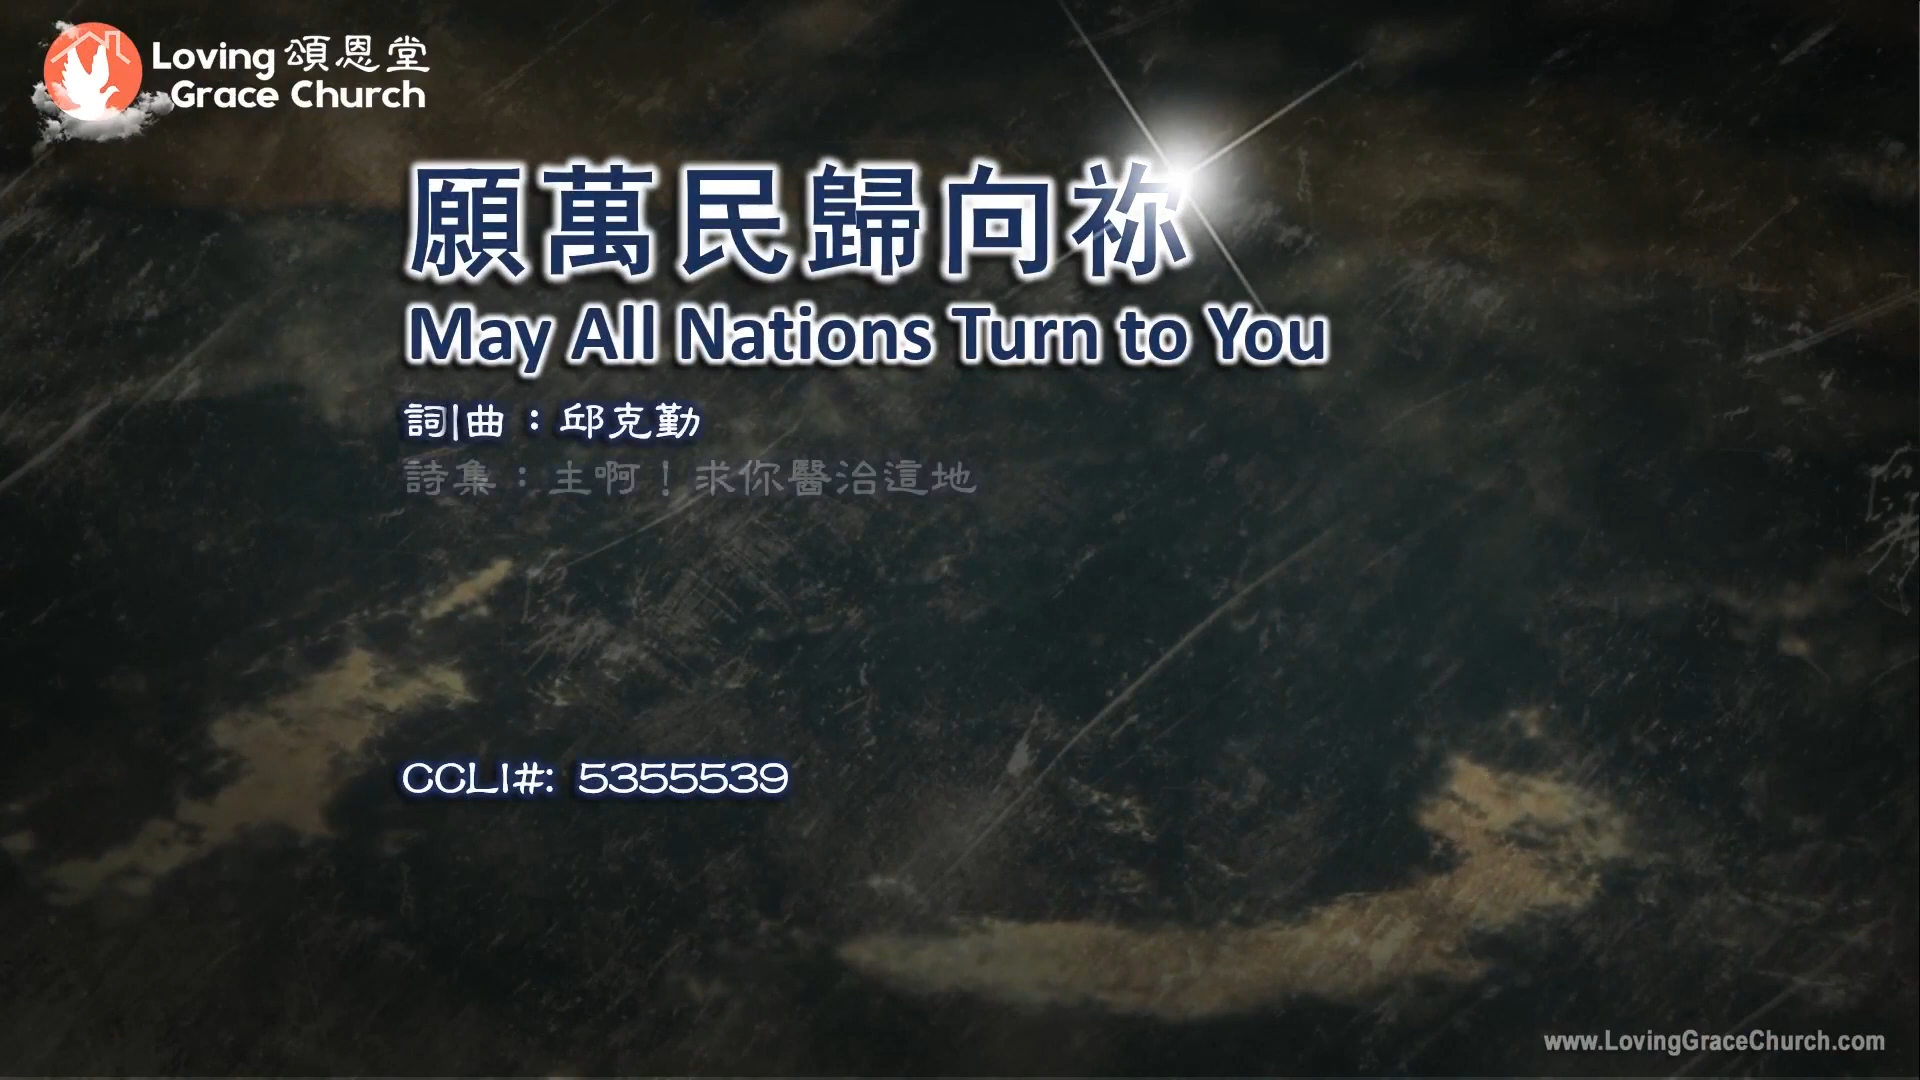 Loving 頌恩堂
Grace Church
願萬民歸向祢
May All Nations Turn to You
詞|曲：邱克勤
詩集：主啊！求你醫治這地
CCLI#: 5355539
www.LovingGraceChurch.com